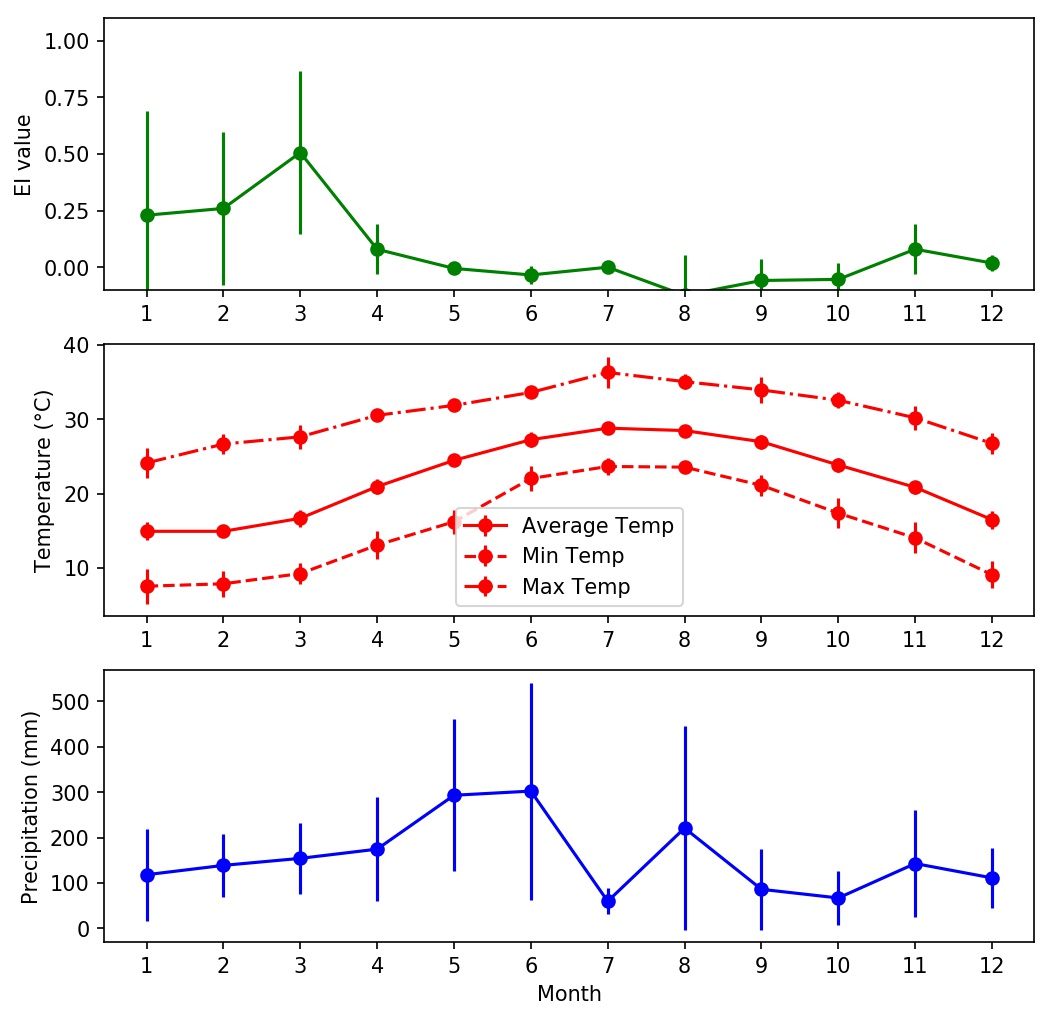 EI value
1.00
0.75
0.50
0.25
0.00
1 2 3 4 5 6 7 8 9 10 11 12
Temperature (°C)
40
30
20
10
Average Temp
Min Temp
Max Temp
1 2 3 4 5 6 7 8 9 10 11 12
Precipitation (mm)
500
400
300
200
100
0
1 2 3 4 5 6 7 8 9 10 11 12
Month